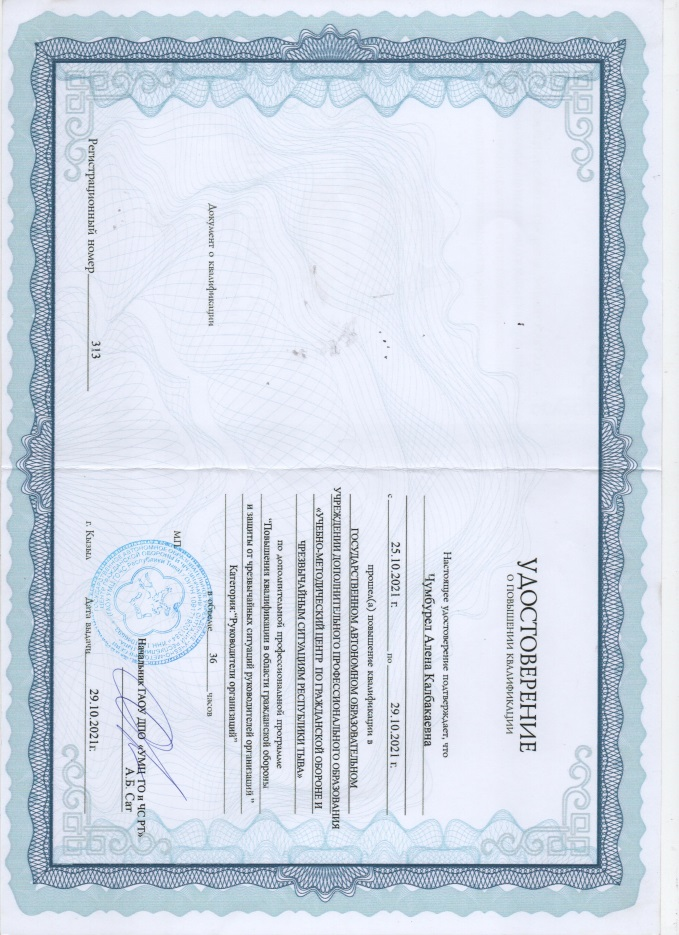 Документ о квалификации
Регистрационный номер 313
УДОСТОВЕРЕНИЕ
О ПОВЫШЕНИИ КВАЛИФИКАЦИИ
Настоящее удостоверение подтверждает, что
Чумбурел Алена Калбакаевна
с 25.10.2021 г. по 29.10.2021 г.
прошел(а) повышение квалификации в
ГОСУДАРСТВЕННОМ АВТОНОМНОМ ОБРАЗОВАТЕЛЬНОМ
УЧРЕЖДЕНИИ ДОПОЛНИТЕЛЬНОГО ПРОФЕССИОНАЛЬНОГО ОБРАЗОВАНИЯ
«УЧЕБНО-МЕТОДИЧЕСКИЙ ЦЕНТР ПО ГРАЖДАНСКОЙ ОБОРОНЕ И
ЧРЕЗВЫЧАЙНЫМ СИТУАЦИЯМ РЕСПУБЛИКИ ТЫВА»
по дополнительной профессиональной программе
"Повышения квалификации в области гражданской обороны
и защиты от чрезвычайных ситуаций руководителей организаций "
Категория:"Руководители организаций"
в объеме 36 часов
МП
Начальник ГАОУ ДПО «УМЦ ГО и ЧС РТ»
А.Б. Сат
г. Кызыл Дата выдачи 29.10.2021г.